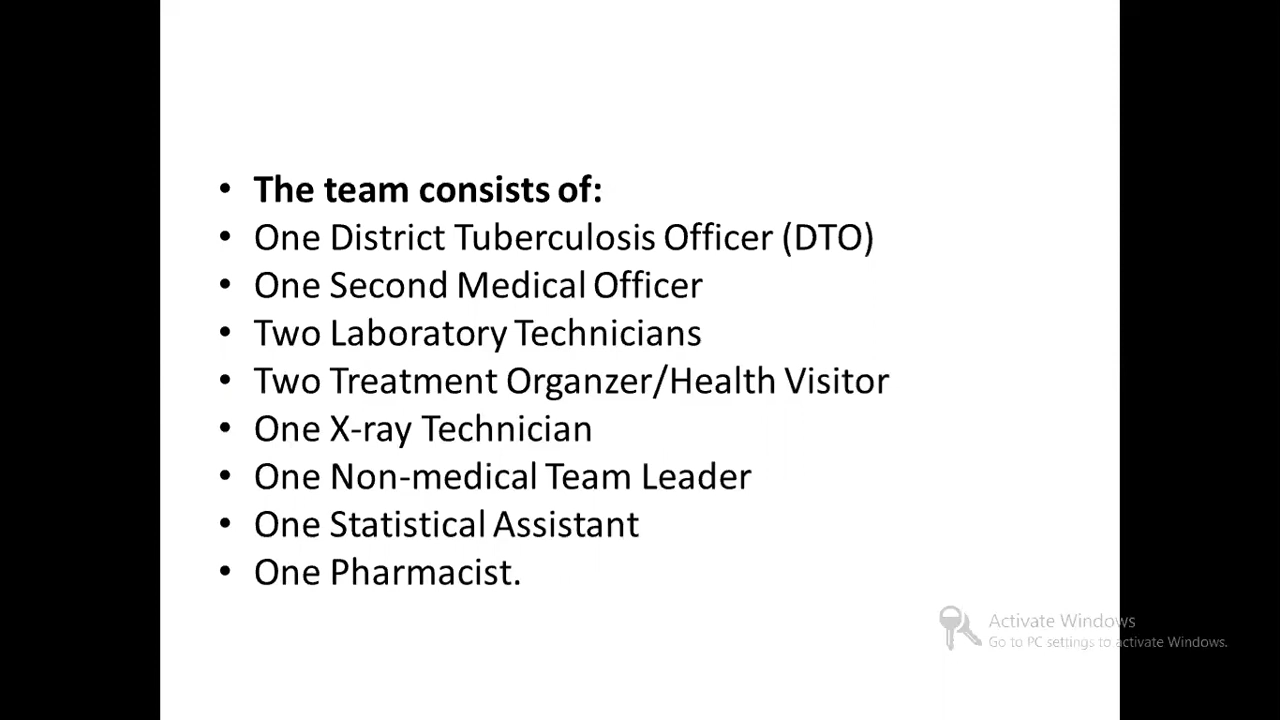 • The team consists of:
• One District Tuberculosis Officer (DTO)
• One Second Medical Officer
• Two Laboratory Technicians
• Two Treatment Organzer/Health Visitor
• One X-ray Technician
• One Non-medical Team Leader
• One Statistical Assistant
• One Pharmacist.
Activate Windows
Go to PC settings to activate Windows.